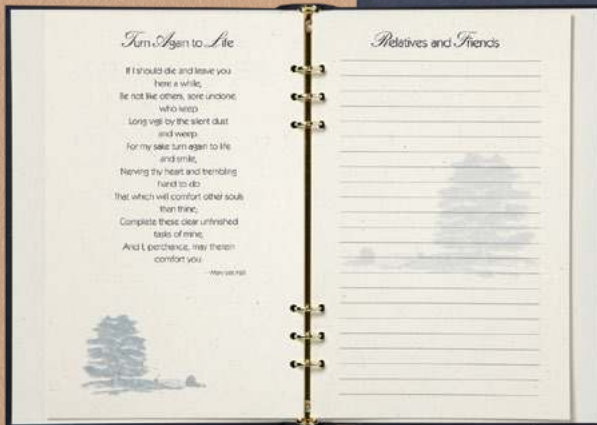 Turn Again to Life
If I should die and leave you
here a while,
Be not like others, sore undone,
who keep
Long vigil by the silent dust
and weep.
For my sake turn again to life
and smile,
Nerving thy heart and trembling
hand to do
That which will comfort other souls
than thine;
Complete these dear unfinished
tasks of mine,
And I, perchance, may therein
comfort you.
—Mary Lee Hall
Relatives and Friends